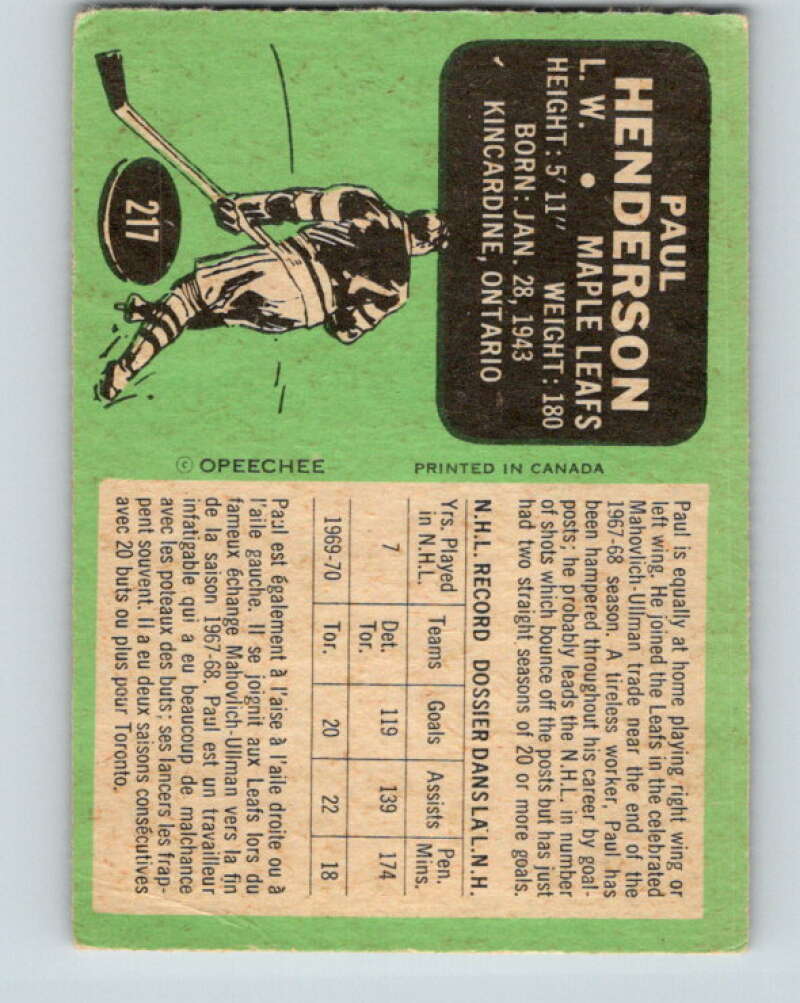 PAUL
HENDERSON
L. W. • MAPLE LEAFS
HEIGHT: 5' 11" WEIGHT: 180
BORN: JAN. 28, 1943
KINCARDINE, ONTARIO
217
© OPEECHEE
PRINTED IN CANADA
Paul is equally at home playing right wing or
left wing. He joined the Leafs in the celebrated
Mahovlich-Ullman trade near the end of the
1967-68 season. A tireless worker, Paul has
been hampered throughout his career by goal-
posts; he probably leads the N.H.L. in number
of shots which bounce off the posts but has just
had two straight seasons of 20 or more goals.
N.H.L. RECORD DOSSIER DANS LA L.N.H.
Yrs. Played in N.H.L. Teams Goals Assists Pen. Mins.
7 Det. Tor. 119 139 174
1969-70 Tor. 20 22 18
Paul est également à l'aise à l'aile droite ou à
l'aile gauche. Il se joignit aux Leafs lors du
fameux échange Mahovlich-Ullman vers la fin
de la saison 1967-68. Paul est un travailleur
infatigable qui a eu beaucoup de malchance
avec les poteaux des buts; ses lancers les frap-
pent souvent. Il a eu deux saisons consécutives
avec 20 buts ou plus pour Toronto.